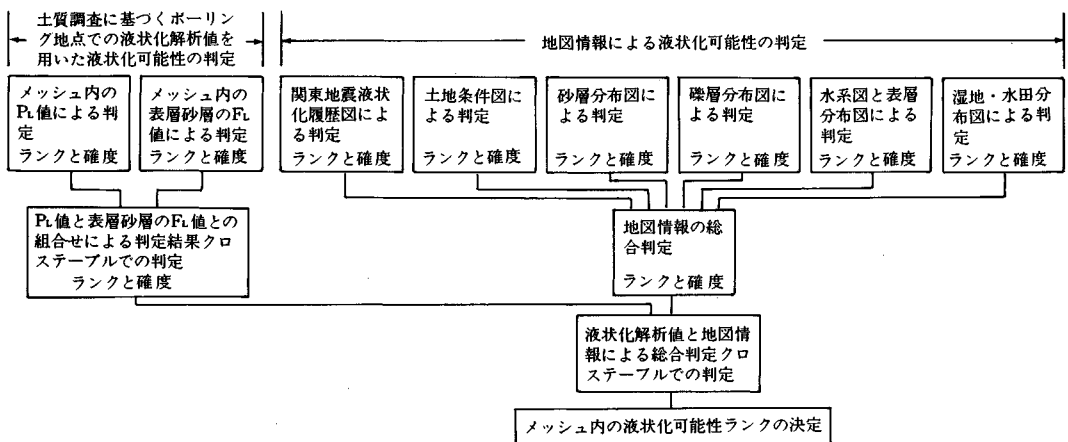 土質調査に基づくボーリン
グ地点での液状化解析値を
用いた液状化可能性の判定
地図情報による液状化可能性の判定
メッシュ内の
PL値による判
定
ランクと確度
メッシュ内の
表層砂層のFL
値による判定
ランクと確度
関東地震液状
化履歴図によ
る判定
ランクと確度
土地条件図に
よる判定
ランクと確度
砂層分布図に
よる判定
ランクと確度
礫層分布図に
よる判定
ランクと確度
水系図と表層
分布図による
判定
ランクと確度
湿地・水田分
布図による判
定
ランクと確度
PL値と表層砂層のFL値との
組合せによる判定結果クロ
ステーブルでの判定
ランクと確度
地図情報の総
合判定
ランクと確度
液状化解析値と地図情
報による総合判定クロ
ステーブルでの判定
メッシュ内の液状化可能性ランクの決定